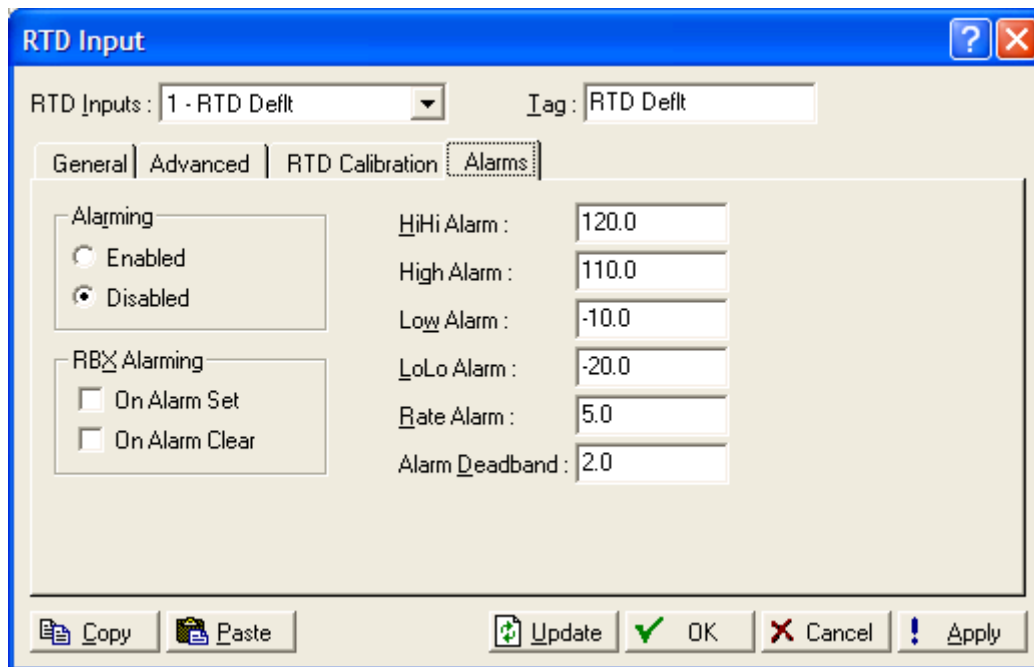 RTD Input
RTD Inputs : 1 - RTD Deflt Tag : RTD Deflt
General Advanced RTD Calibration Alarms
Alarming
Enabled
Disabled
RBX Alarming
On Alarm Set
On Alarm Clear
HiHi Alarm : 120.0
High Alarm : 110.0
Low Alarm : -10.0
LoLo Alarm : -20.0
Rate Alarm : 5.0
Alarm Deadband : 2.0
Copy Paste Update OK Cancel Apply